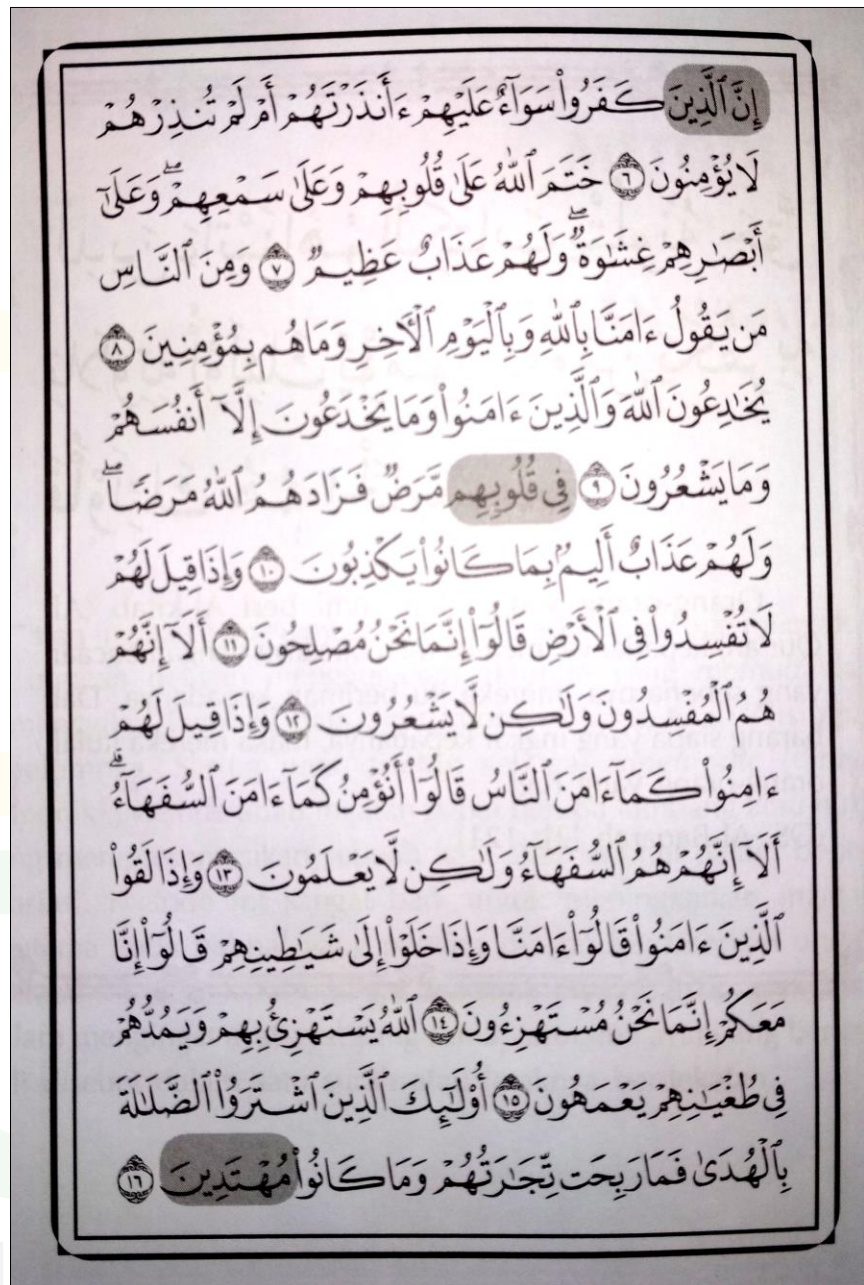 إِنَّ ٱلَّذِينَ كَفَرُوا۟ سَوَآءٌ عَلَيْهِمْ ءَأَنذَرْتَهُمْ أَمْ لَمْ تُنذِرْهُمْ
لَا يُؤْمِنُونَ ٦ خَتَمَ ٱللَّهُ عَلَىٰ قُلُوبِهِمْ وَعَلَىٰ سَمْعِهِمْ ۖ وَعَلَىٰٓ
أَبْصَـٰرِهِمْ غِشَـٰوَةٌ ۖ وَلَهُمْ عَذَابٌ عَظِيمٌ ٧ وَمِنَ ٱلنَّاسِ
مَن يَقُولُ ءَامَنَّا بِٱللَّهِ وَبِٱلْيَوْمِ ٱلْـَٔاخِرِ وَمَا هُم بِمُؤْمِنِينَ ٨
يُخَـٰدِعُونَ ٱللَّهَ وَٱلَّذِينَ ءَامَنُوا۟ وَمَا يَخْدَعُونَ إِلَّآ أَنفُسَهُمْ
وَمَا يَشْعُرُونَ ٩ فِى قُلُوبِهِم مَّرَضٌ فَزَادَهُمُ ٱللَّهُ مَرَضًا ۖ
وَلَهُمْ عَذَابٌ أَلِيمٌۢ بِمَا كَانُوا۟ يَكْذِبُونَ ١٠ وَإِذَا قِيلَ لَهُمْ
لَا تُفْسِدُوا۟ فِى ٱلْأَرْضِ قَالُوٓا۟ إِنَّمَا نَحْنُ مُصْلِحُونَ ١١ أَلَآ إِنَّهُمْ
هُمُ ٱلْمُفْسِدُونَ وَلَـٰكِن لَّا يَشْعُرُونَ ١٢ وَإِذَا قِيلَ لَهُمْ
ءَامِنُوا۟ كَمَآ ءَامَنَ ٱلنَّاسُ قَالُوٓا۟ أَنُؤْمِنُ كَمَآ ءَامَنَ ٱلسُّفَهَآءُ ۗ
أَلَآ إِنَّهُمْ هُمُ ٱلسُّفَهَآءُ وَلَـٰكِن لَّا يَعْلَمُونَ ١٣ وَإِذَا لَقُوا۟
ٱلَّذِينَ ءَامَنُوا۟ قَالُوٓا۟ ءَامَنَّا وَإِذَا خَلَوْا۟ إِلَىٰ شَيَـٰطِينِهِمْ قَالُوٓا۟ إِنَّا
مَعَكُمْ إِنَّمَا نَحْنُ مُسْتَهْزِءُونَ ١٤ ٱللَّهُ يَسْتَهْزِئُ بِهِمْ وَيَمُدُّهُمْ
فِى طُغْيَـٰنِهِمْ يَعْمَهُونَ ١٥ أُو۟لَـٰٓئِكَ ٱلَّذِينَ ٱشْتَرَوُا۟ ٱلضَّلَـٰلَةَ
بِٱلْهُدَىٰ فَمَا رَبِحَت تِّجَـٰرَتُهُمْ وَمَا كَانُوا۟ مُهْتَدِينَ ١٦